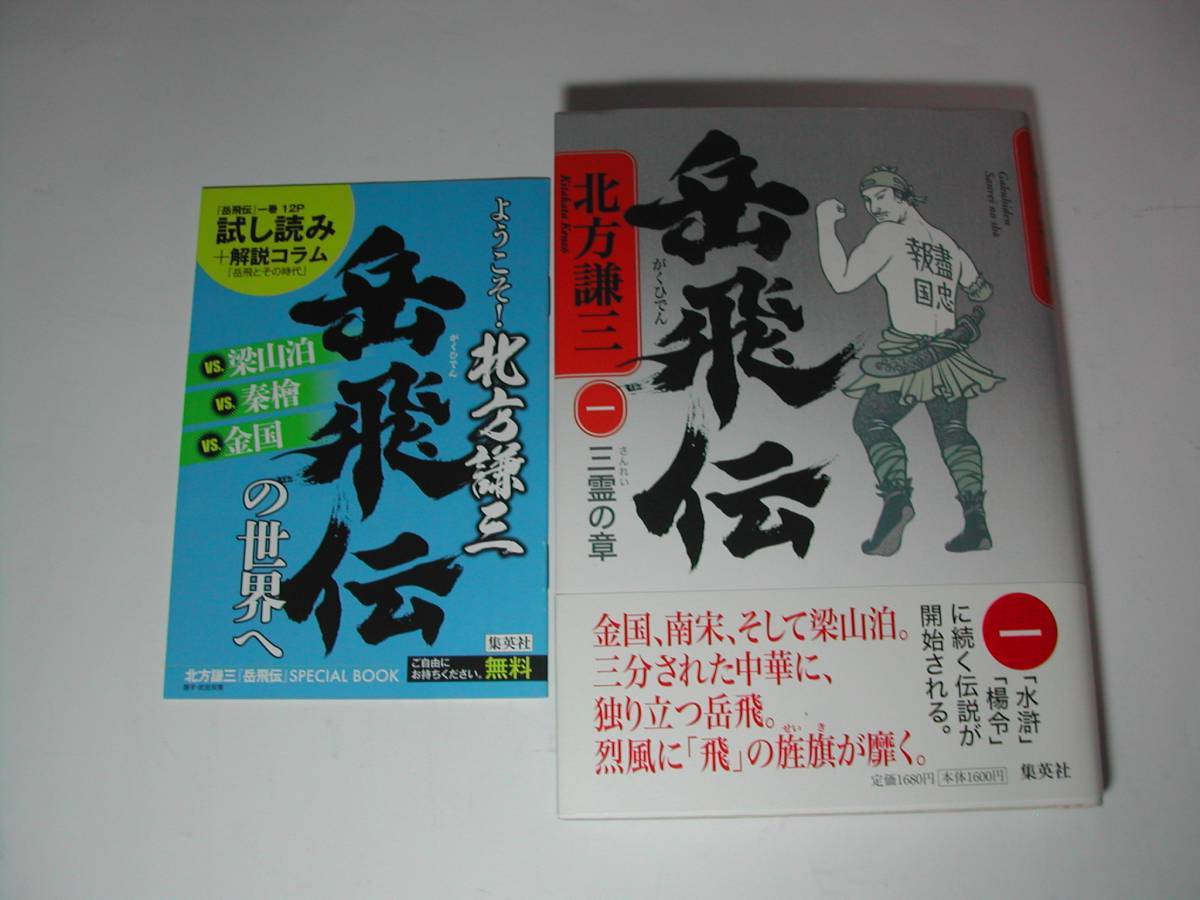 「岳飛伝」一巻 12P
試し読み
+解説コラム
「岳飛とその時代」
ようこそ!
北方謙三
岳飛伝
がくひでん
VS. 梁山泊
VS. 秦檜
VS. 金国
の世界へ
集英社
北方謙三「岳飛伝」SPECIAL BOOK
ご自由に
お持ちください。
無料
北方謙三
Kitakata Kenzo
岳飛伝
がくひでん
一
三霊の章
さんれい
Gakuhiden
Sanrei no sho
盡忠
報国
金国、南宋、そして梁山泊。
三分された中華に、
独り立つ岳飛。
烈風に「飛」の旌旗が靡く。
せいき
一
「水滸」
「楊令」
に続く伝説が
開始される。
定価1680円 本体1600円
集英社